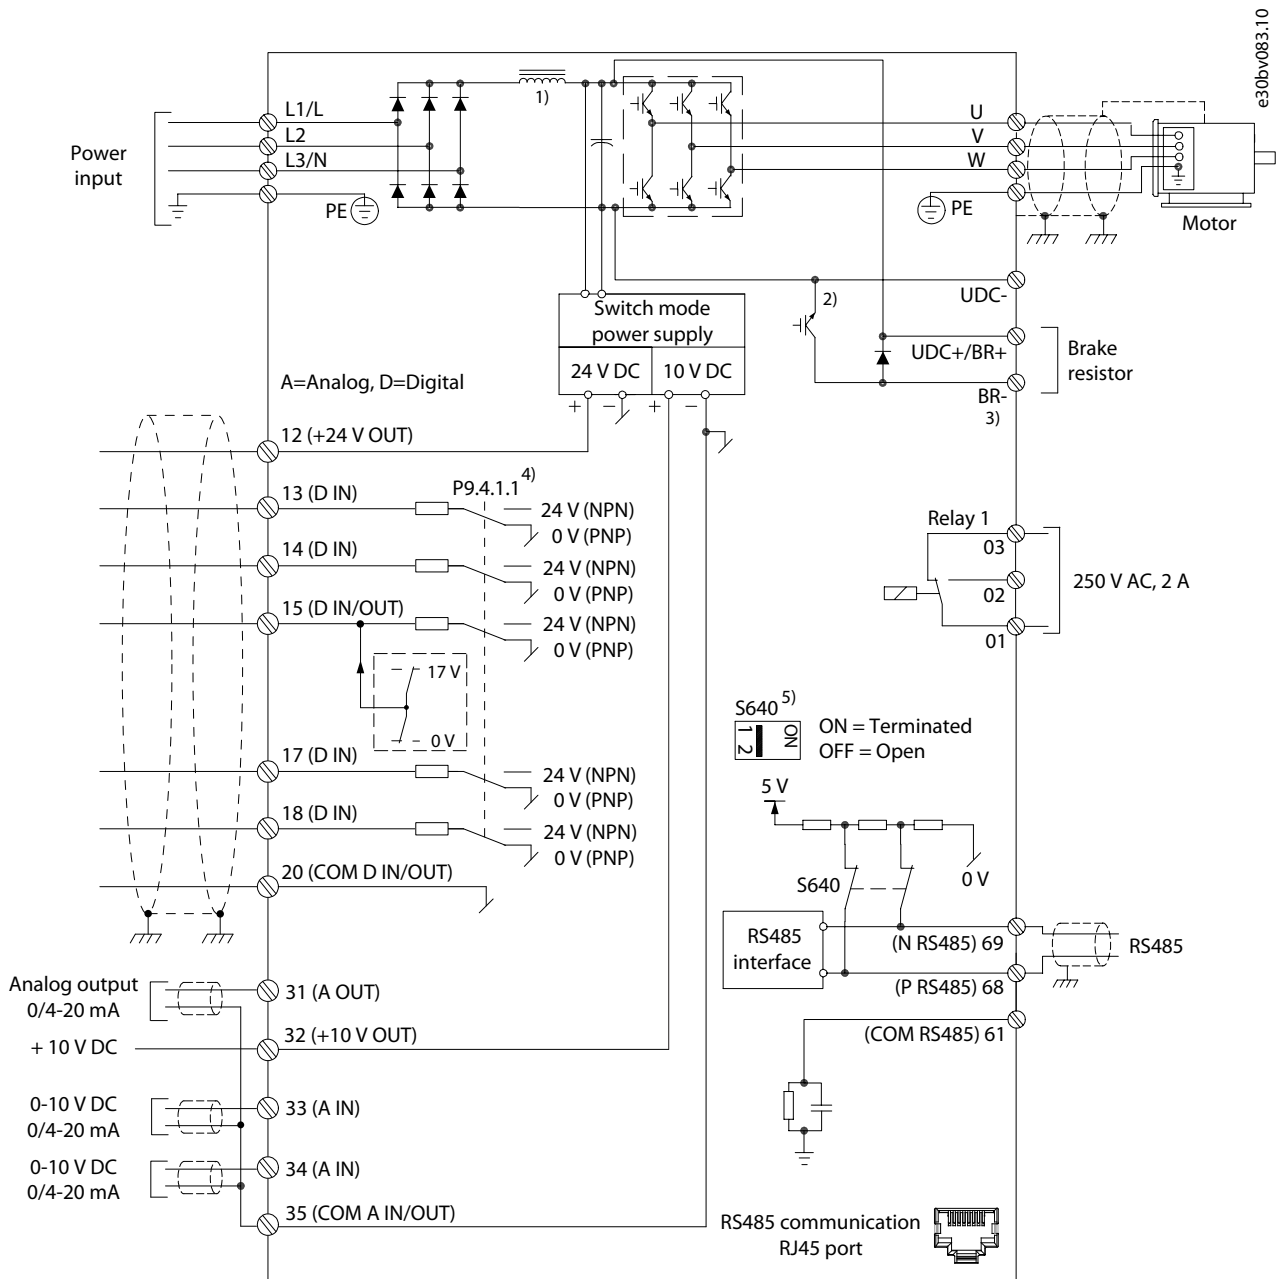 e30bv083.10
Power
input
L1/L
L2
L3/N
PE
1)
U
V
W
PE
Motor
2)
UDC-
UDC+/BR+
BR-
3)
Brake
resistor
Switch mode
power supply
24 V DC
10 V DC
+
−
+
−
A=Analog, D=Digital
12 (+24 V OUT)
13 (D IN)
P9.4.1.1 4)
24 V (NPN)
0 V (PNP)
14 (D IN)
24 V (NPN)
0 V (PNP)
15 (D IN/OUT)
24 V (NPN)
0 V (PNP)
17 V
0 V
17 (D IN)
24 V (NPN)
0 V (PNP)
18 (D IN)
24 V (NPN)
0 V (PNP)
20 (COM D IN/OUT)
Relay 1
03
02
01
250 V AC, 2 A
S640 5)
1 2
ON
ON = Terminated
OFF = Open
5 V
0 V
S640
RS485
interface
(N RS485) 69
(P RS485) 68
RS485
(COM RS485) 61
Analog output
0/4-20 mA
31 (A OUT)
+ 10 V DC
32 (+10 V OUT)
0-10 V DC
0/4-20 mA
33 (A IN)
0-10 V DC
0/4-20 mA
34 (A IN)
35 (COM A IN/OUT)
RS485 communication
RJ45 port